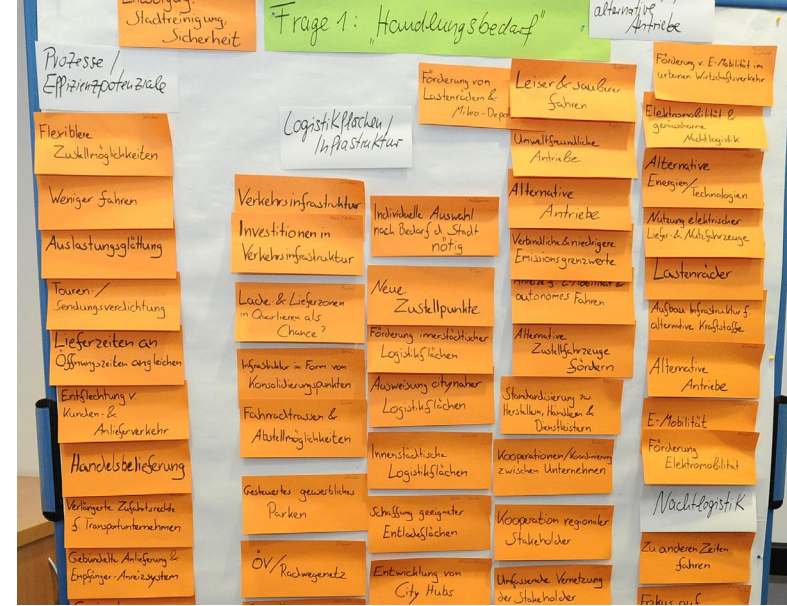 Stadtreinigung,
Sicherheit
Frage 1: „Handlungsbedarf"
alternative
Antriebe
Prozesse /
Effizienzpotenziale
Flexiblere
Zustellmöglichkeiten
Weniger fahren
Auslastungsglättung
Touren-/
Sendungsverdichtung
Lieferzeiten an
Öffnungszeiten angleichen
Entflechtung v.
Kunden- &
Anlieferverkehr
Handelsbelieferung
Verlängerte Zufahrtsrechte
f. Transportunternehmen
Gebündelte Anlieferung &
Empfänger-Anreizsystem
Logistikflächen /
Infrastruktur
Verkehrsinfrastruktur
Investitionen in
Verkehrsinfrastruktur
Lade- & Lieferzonen
in Quartieren als
Chance?
Infrastruktur in Form von
Konsolidierungspunkten
Fahrradtrassen &
Abstellmöglichkeiten
Gesteuertes gewerbliches
Parken
ÖV/Radwegenetz
Förderung von
Lastenrädern &
Mikro-Depot
Individuelle Auswahl
nach Bedarf d. Stadt
nötig
Neue
Zustellpunkte
Förderung innerstädtischer
Logistikflächen
Ausweisung citynaher
Logistikflächen
Innenstädtische
Logistikflächen
Schaffung geeigneter
Entladeflächen
Entwicklung von
City Hubs
Leiser & sauberer
fahren
Umweltfreundliche
Antriebe
Alternative
Antriebe
Verbindliche & niedrigere
Emissionsgrenzwerte
E-Mobilität &
autonomes Fahren
Alternative
Zustellfahrzeuge
fördern
Standardisierung zw.
Herstellern, Händlern &
Dienstleistern
Kooperationen/Koordinierung
zwischen Unternehmen
Kooperation regionaler
Stakeholder
Umfassende Vernetzung
der Stakeholder
Förderung v. E-Mobilität im
urbanen Wirtschaftsverkehr
Elektromobilität &
geräuscharme
Nachtlogistik
Alternative
Energien/Technologien
Nutzung elektrischer
Liefer- & Nutzfahrzeuge
Lastenräder
Aufbau Infrastruktur f.
alternative Kraftstoffe
Alternative
Antriebe
E-Mobilität
Förderung
Elektromobilität
Nachtlogistik
Zu anderen Zeiten
fahren
Fokus auf